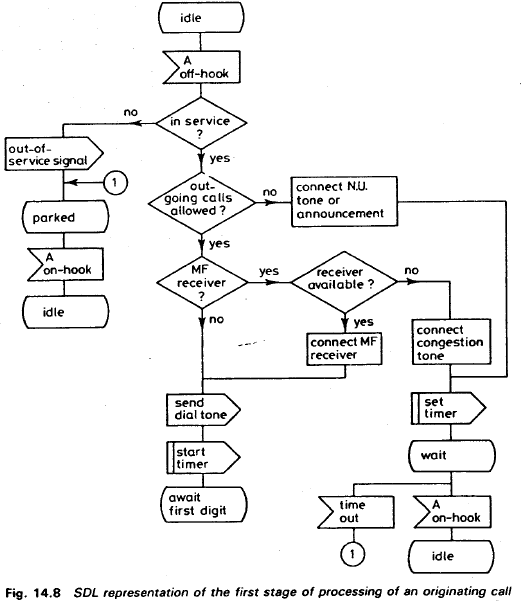 idle
A
off-hook
no
in service
?
yes
out-of-
service signal
1
parked
A
on-hook
idle
out-
going calls
allowed ?
no
connect N.U.
tone or
announcement
yes
MF
receiver
?
yes
receiver
available ?
no
no
yes
connect MF
receiver
connect
congestion
tone
send
dial tone
set
timer
start
timer
wait
await
first digit
time
out
A
on-hook
1
idle
Fig. 14.8 SDL representation of the first stage of processing of an originating call